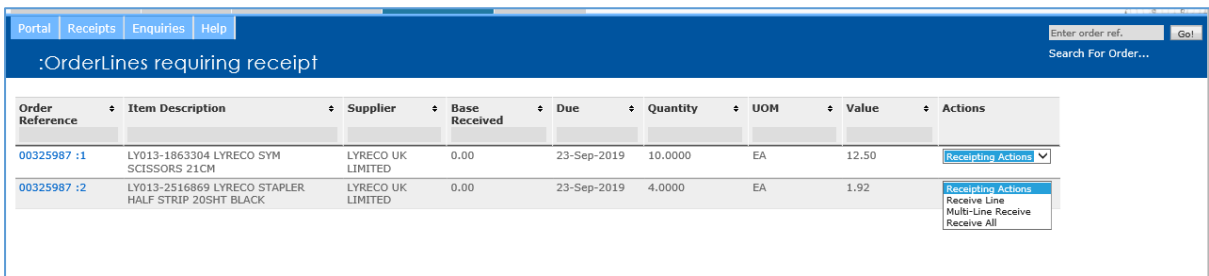 Portal Receipts Enquiries Help
Enter order ref. Go!
Search For Order...
:OrderLines requiring receipt
Order Reference Item Description Supplier Base Received Due Quantity UOM Value Actions
00325987 :1 LY013-1863304 LYRECO SYM SCISSORS 21CM LYRECO UK LIMITED 0.00 23-Sep-2019 10.0000 EA 12.50 Receipting Actions
00325987 :2 LY013-2516869 LYRECO STAPLER HALF STRIP 20SHT BLACK LYRECO UK LIMITED 0.00 23-Sep-2019 4.0000 EA 1.92 Receipting Actions
Receive Line
Multi-Line Receive
Receive All